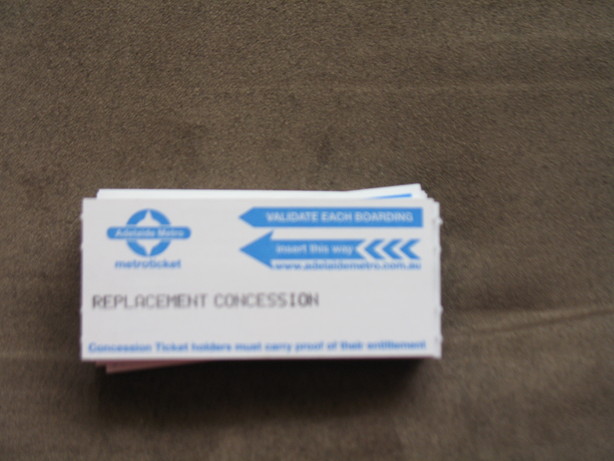 VALIDATE EACH BOARDING
Adelaide Metro
insert this way
metroticket
www.adelaidemetro.com.au
REPLACEMENT CONCESSION
Concession Ticket holders must carry proof of their entitlement